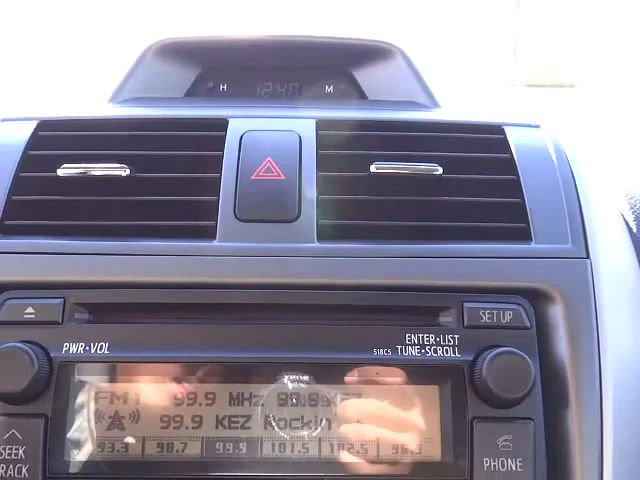 H 12:40 M
SET UP
PWR•VOL
ENTER•LIST
518C5 TUNE•SCROLL
FM1 99.9 MHz
99.9 KEZ Rockin'
93.3 98.7 99.9 101.5
SEEK
TRACK
PHONE